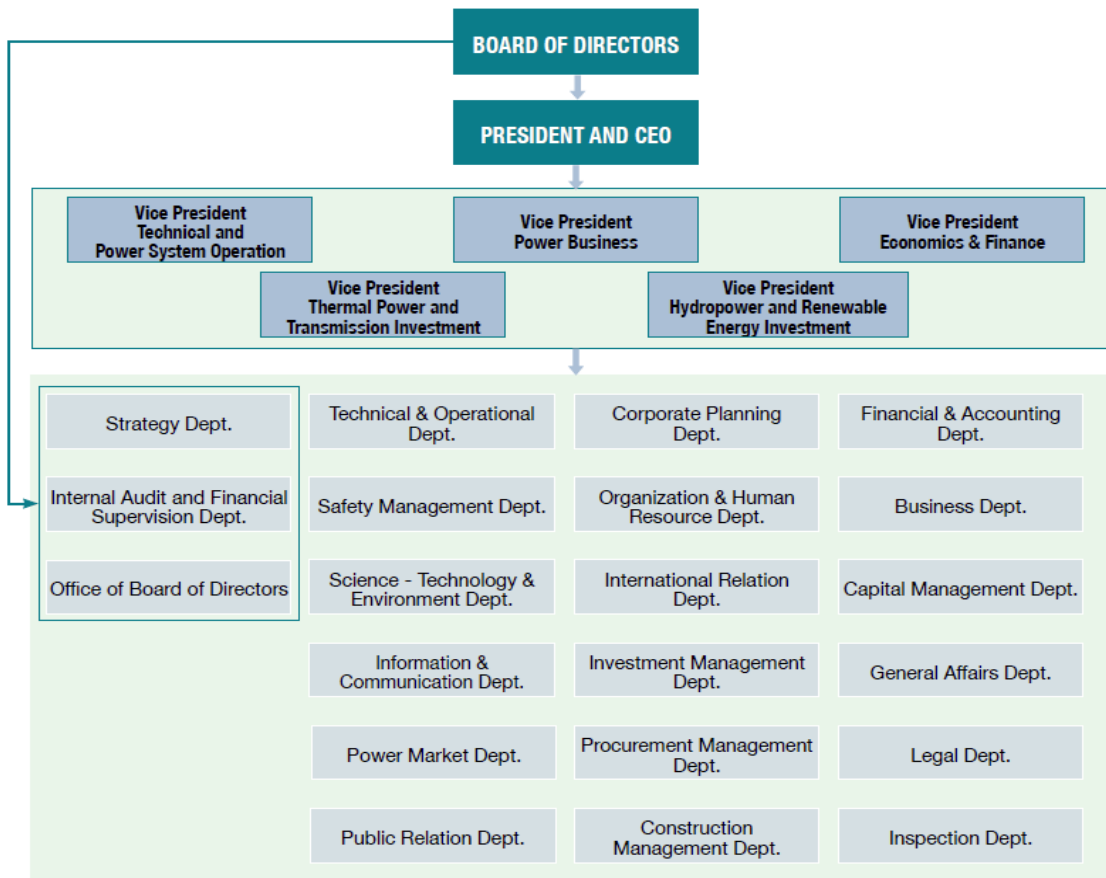 BOARD OF DIRECTORS
PRESIDENT AND CEO
Vice President
Technical and
Power System Operation
Vice President
Power Business
Vice President
Economics & Finance
Vice President
Thermal Power and
Transmission Investment
Vice President
Hydropower and Renewable
Energy Investment
Strategy Dept.
Technical & Operational
Dept.
Corporate Planning
Dept.
Financial & Accounting
Dept.
Internal Audit and Financial
Supervision Dept.
Safety Management Dept.
Organization & Human
Resource Dept.
Business Dept.
Office of Board of Directors
Science - Technology &
Environment Dept.
International Relation
Dept.
Capital Management Dept.
Information &
Communication Dept.
Investment Management
Dept.
General Affairs Dept.
Power Market Dept.
Procurement Management
Dept.
Legal Dept.
Public Relation Dept.
Construction
Management Dept.
Inspection Dept.